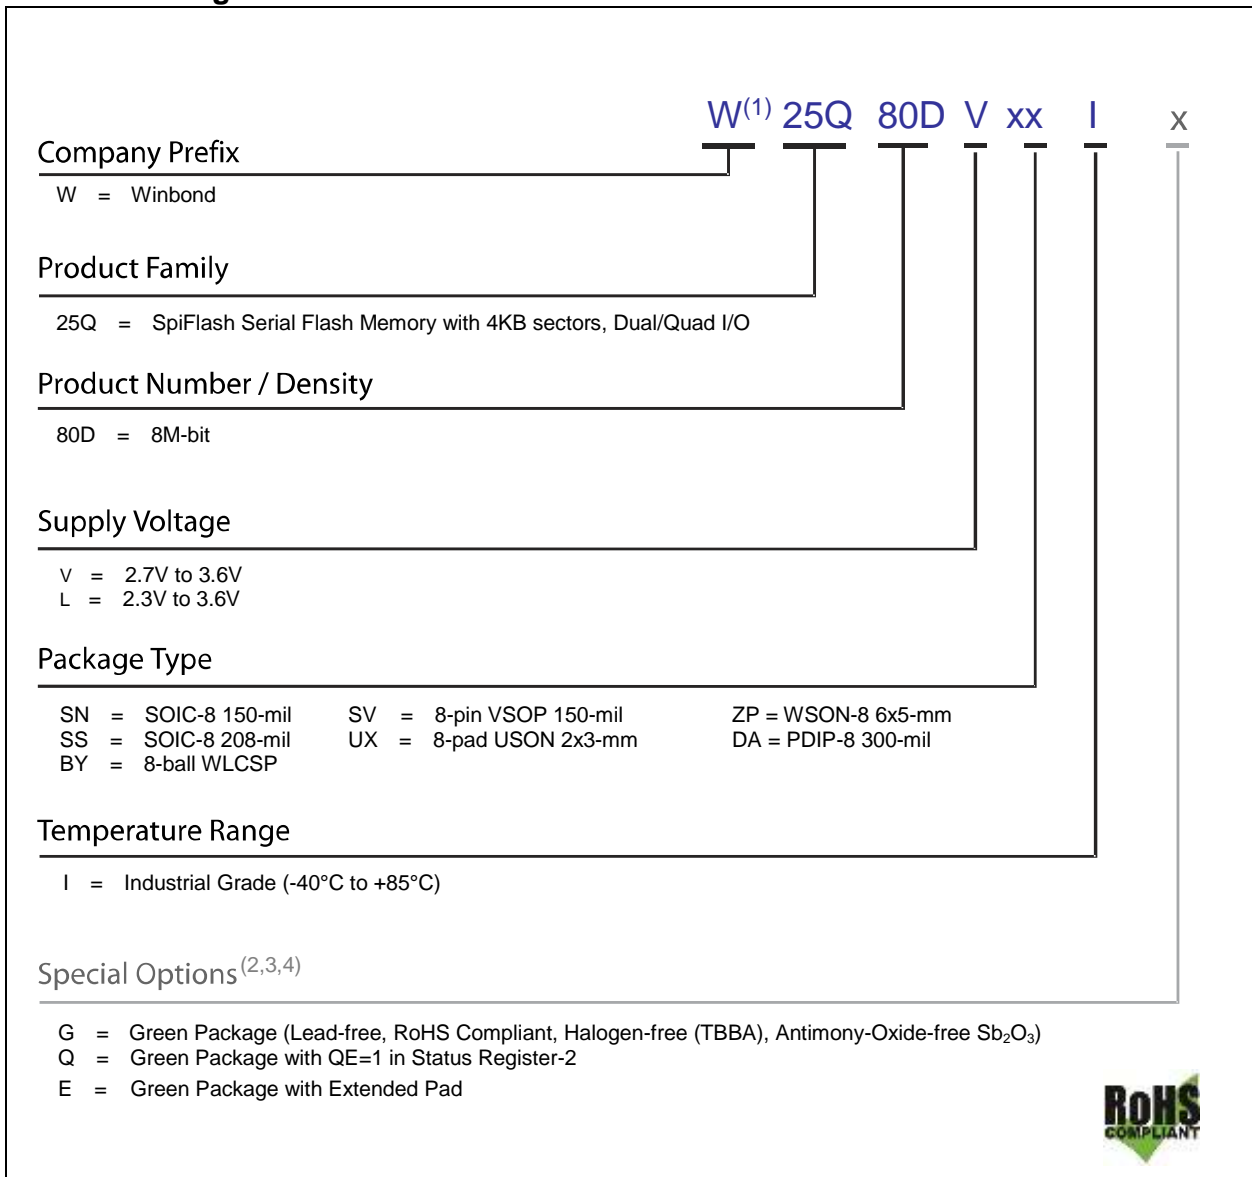 W(1) 25Q 80D V xx I x
Company Prefix
W = Winbond
Product Family
25Q = SpiFlash Serial Flash Memory with 4KB sectors, Dual/Quad I/O
Product Number / Density
80D = 8M-bit
Supply Voltage
V = 2.7V to 3.6V
L = 2.3V to 3.6V
Package Type
SN = SOIC-8 150-mil SV = 8-pin VSOP 150-mil ZP = WSON-8 6x5-mm
SS = SOIC-8 208-mil UX = 8-pad USON 2x3-mm DA = PDIP-8 300-mil
BY = 8-ball WLCSP
Temperature Range
I = Industrial Grade (-40°C to +85°C)
Special Options(2,3,4)
G = Green Package (Lead-free, RoHS Compliant, Halogen-free (TBBA), Antimony-Oxide-free Sb₂O₃)
Q = Green Package with QE=1 in Status Register-2
E = Green Package with Extended Pad
RoHS
COMPLIANT